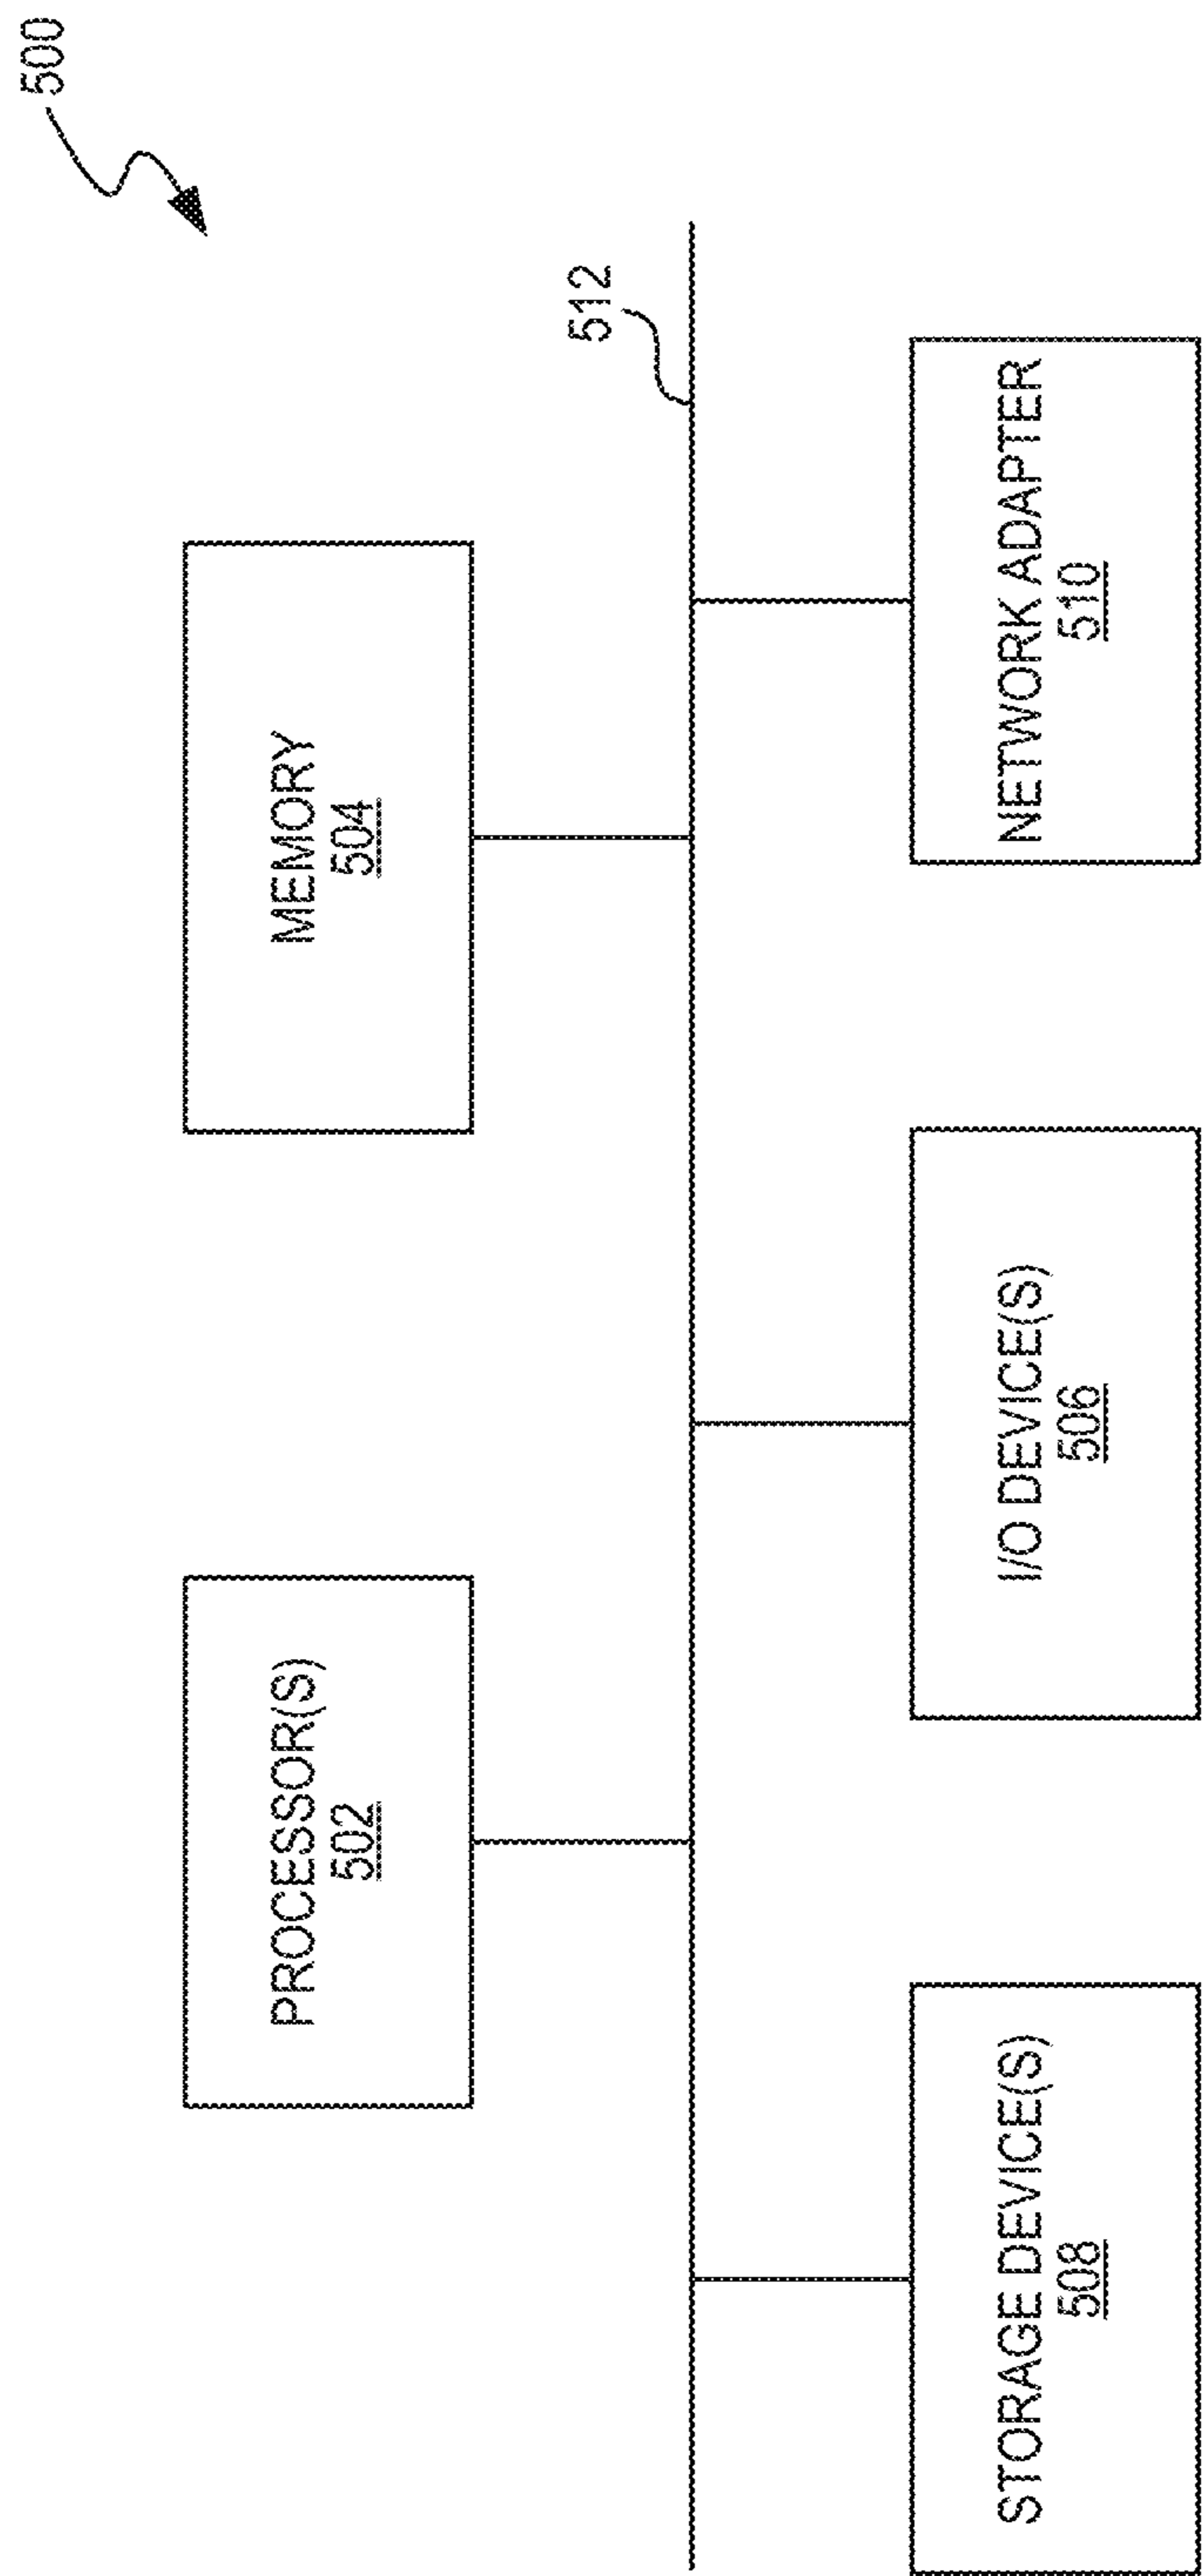 500
PROCESSOR(S)
502
MEMORY
504
512
STORAGE DEVICE(S)
508
I/O DEVICE(S)
506
NETWORK ADAPTER
510